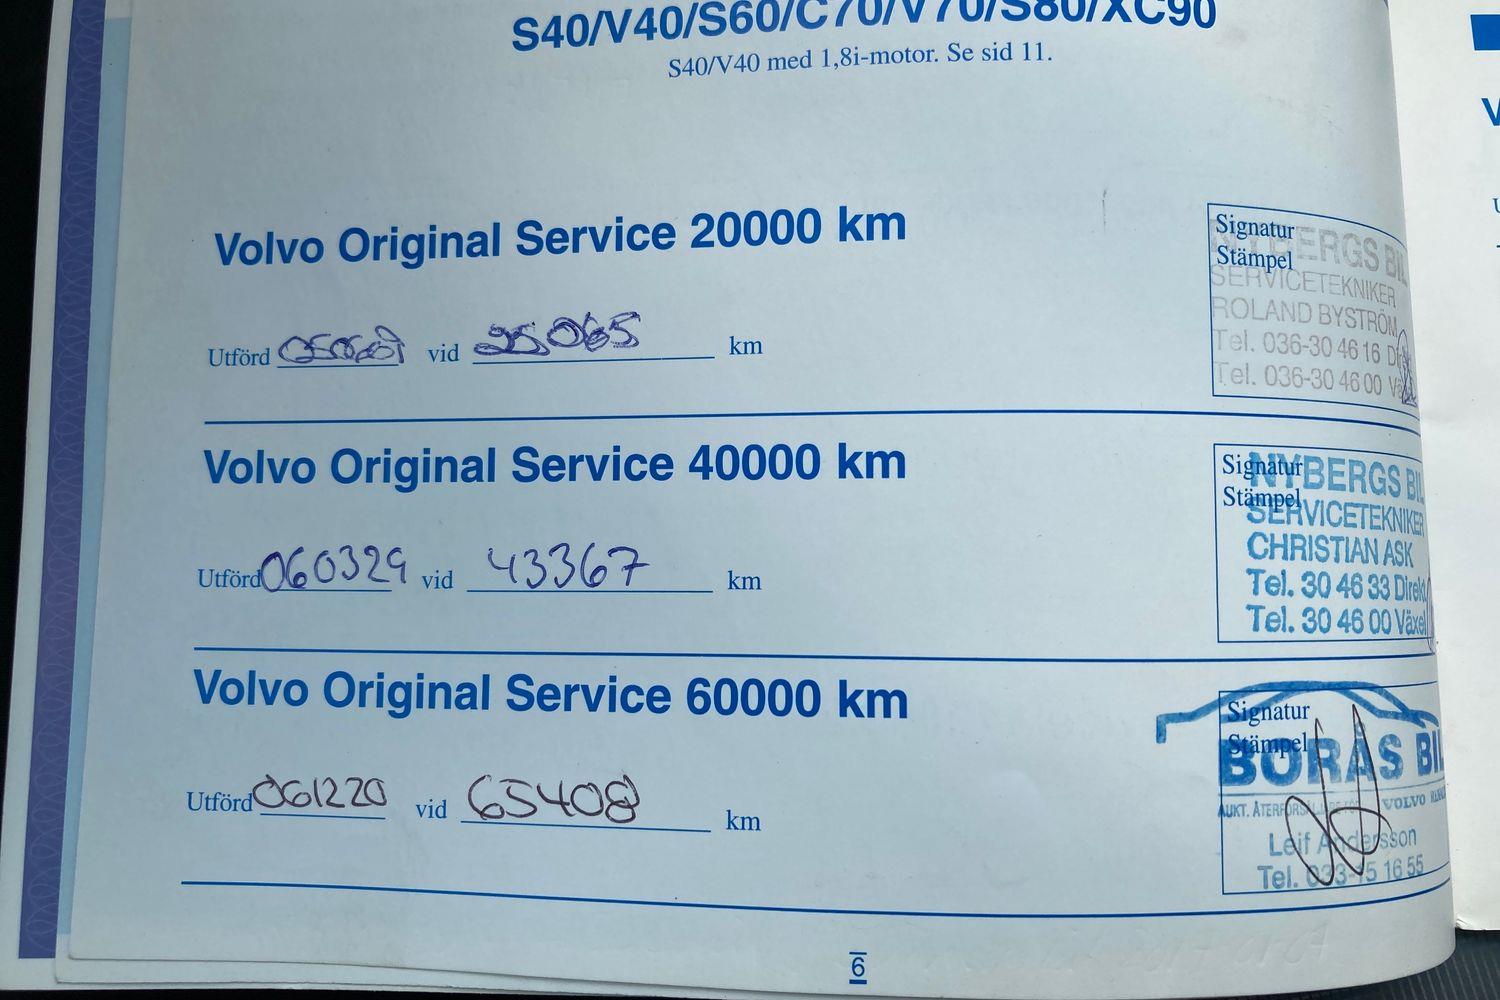 S40/V40/S60/C70/V70/S80/XC90
S40/V40 med 1,8i-motor. Se sid 11.
Volvo Original Service 20000 km
Utförd vid 25065 km
Signatur
Stämpel
NYBERGS BIL
SERVICETEKNIKER
ROLAND BYSTRÖM
Tel. 036-30 46 16
Tel. 036-30 46 00
Volvo Original Service 40000 km
Utförd 060329 vid 43367 km
Signatur
Stämpel
NYBERGS BIL
SERVICETEKNIKER
CHRISTIAN ASK
Tel. 30 46 33 Direkt
Tel. 30 46 00 Växel
Volvo Original Service 60000 km
Utförd 061220 vid 65408 km
Signatur
Stämpel
BORÅS BIL
AUKT. ÅTERFÖRSÄLJARE FÖR VOLVO
Leif Andersson
Tel. 033-15 16 55
6